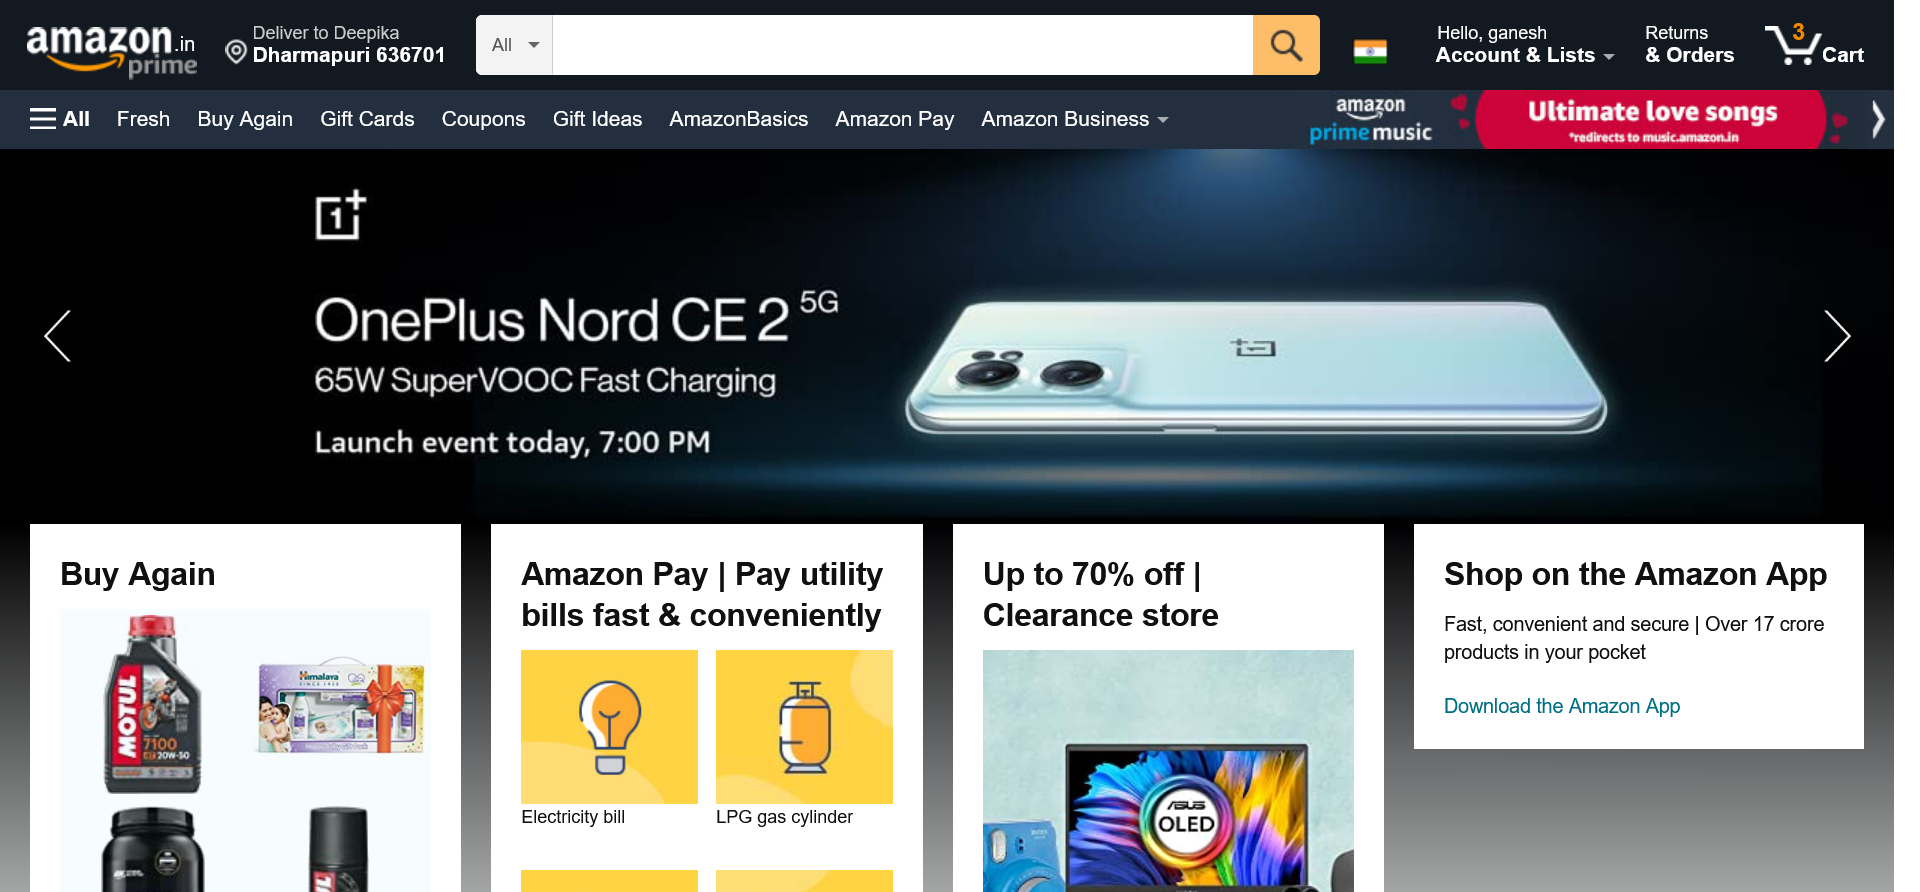 amazon.in
prime
Deliver to Deepika
Dharmapuri 636701
All
Hello, ganesh
Account & Lists
Returns
& Orders
3
Cart
All
Fresh
Buy Again
Gift Cards
Coupons
Gift Ideas
AmazonBasics
Amazon Pay
Amazon Business
amazon
prime music
Ultimate love songs
*redirects to music.amazon.in
1+
OnePlus Nord CE 2 5G
65W SuperVOOC Fast Charging
Launch event today, 7:00 PM
Buy Again
MOTUL
7100
4T 20W-50
Himalaya
SINCE 1930
Amazon Pay | Pay utility
bills fast & conveniently
Electricity bill
LPG gas cylinder
Up to 70% off |
Clearance store
ASUS
OLED
Shop on the Amazon App
Fast, convenient and secure | Over 17 crore
products in your pocket
Download the Amazon App